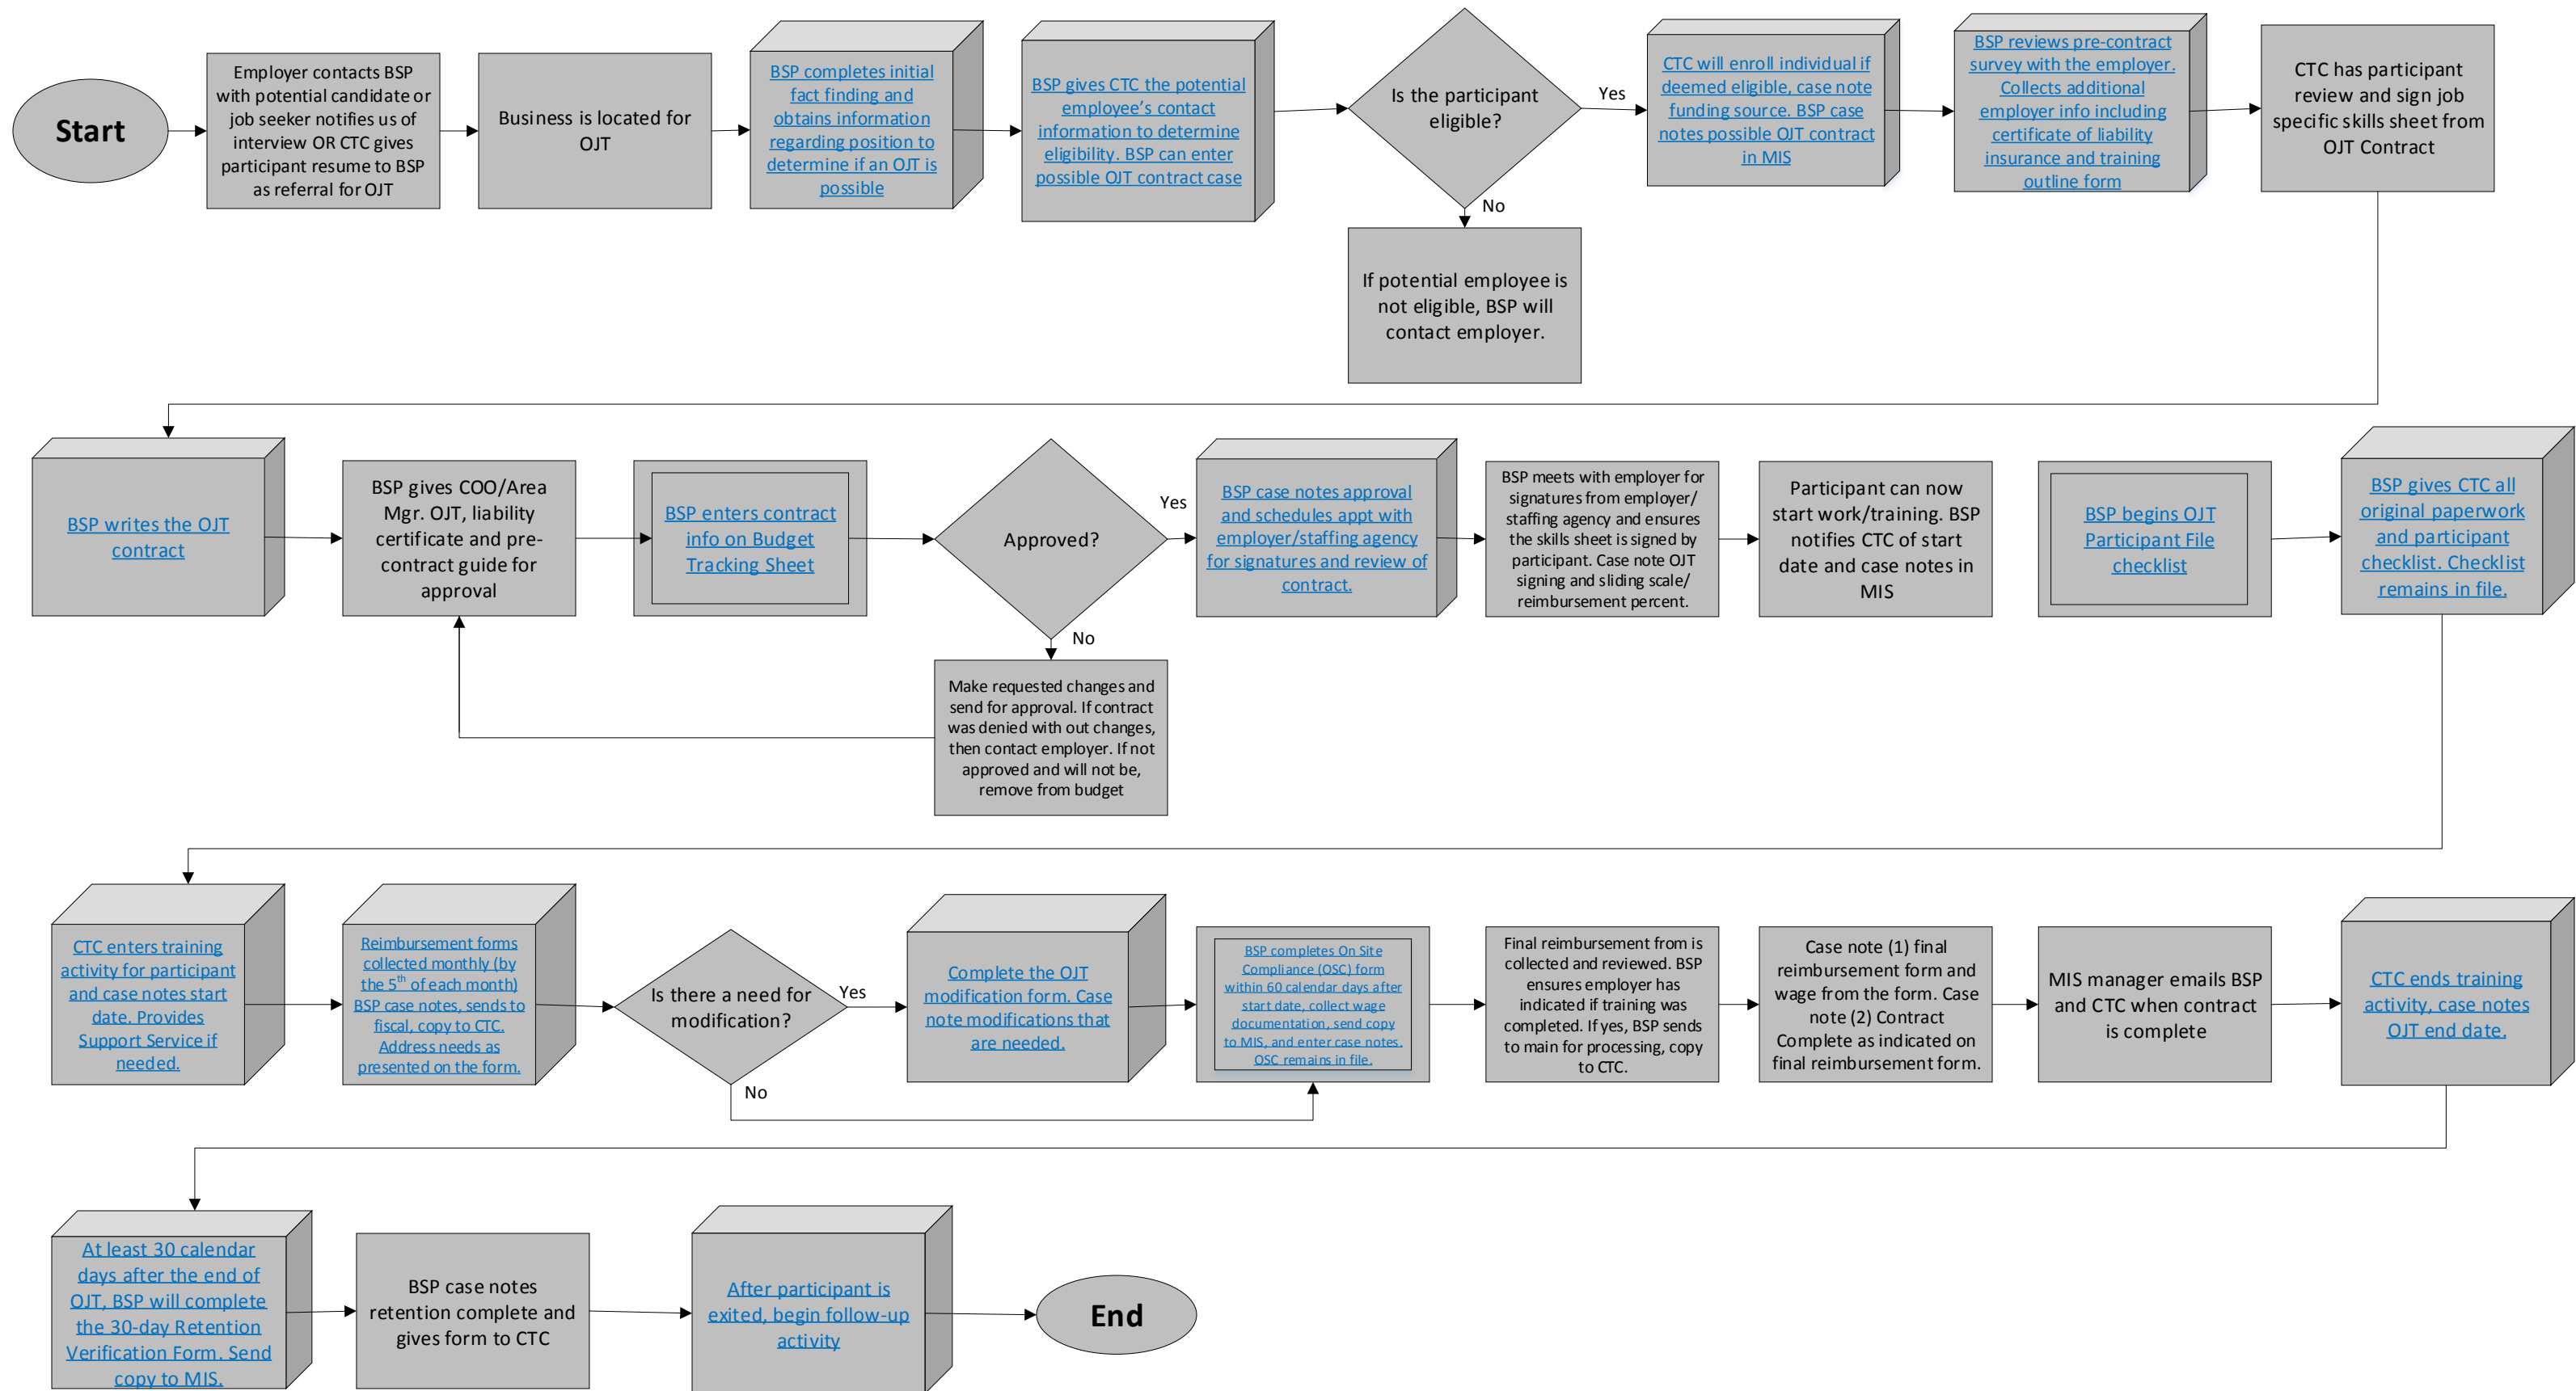 Start
Employer contacts BSP
with potential candidate or
job seeker notifies us of
interview OR CTC gives
participant resume to BSP
as referral for OJT
Business is located for
OJT
BSP completes initial
fact finding and
obtains information
regarding position to
determine if an OJT is
possible
BSP gives CTC the potential
employee's contact
information to determine
eligibility. BSP can enter
possible OJT contract case
Is the participant
eligible?
Yes
No
If potential employee is
not eligible, BSP will
contact employer.
CTC will enroll individual if
deemed eligible, case note
funding source. BSP case
notes possible OJT contract
in MIS
BSP reviews pre-contract
survey with the employer.
Collects additional
employer info including
certificate of liability
insurance and training
outline form
CTC has participant
review and sign job
specific skills sheet from
OJT Contract
BSP writes the OJT
contract
BSP gives COO/Area
Mgr. OJT, liability
certificate and pre-
contract guide for
approval
BSP enters contract
info on Budget
Tracking Sheet
Approved?
Yes
No
Make requested changes and
send for approval. If contract
was denied with out changes,
then contact employer. If not
approved and will not be,
remove from budget
BSP case notes approval
and schedules appt with
employer/staffing agency
for signatures and review of
contract.
BSP meets with employer for
signatures from employer/
staffing agency and ensures
the skills sheet is signed by
participant. Case note OJT
signing and sliding scale/
reimbursement percent.
Participant can now
start work/training. BSP
notifies CTC of start
date and case notes in
MIS
BSP begins OJT
Participant File
checklist
BSP gives CTC all
original paperwork
and participant
checklist. Checklist
remains in file.
CTC enters training
activity for participant
and case notes start
date. Provides
Support Service if
needed.
Reimbursement forms
collected monthly (by
the 5th of each month)
BSP case notes, sends to
fiscal, copy to CTC.
Address needs as
presented on the form.
Is there a need for
modification?
Yes
No
Complete the OJT
modification form. Case
note modifications that
are needed.
BSP completes On Site
Compliance (OSC) form
within 60 calendar days after
start date, collect wage
documentation, send copy
to MIS, and enter case notes.
OSC remains in file.
Final reimbursement from is
collected and reviewed. BSP
ensures employer has
indicated if training was
completed. If yes, BSP sends
to main for processing, copy
to CTC.
Case note (1) final
reimbursement form and
wage from the form. Case
note (2) Contract
Complete as indicated on
final reimbursement form.
MIS manager emails BSP
and CTC when contract
is complete
CTC ends training
activity, case notes
OJT end date.
At least 30 calendar
days after the end of
OJT, BSP will complete
the 30-day Retention
Verification Form. Send
copy to MIS.
BSP case notes
retention complete and
gives form to CTC
After participant is
exited, begin follow-up
activity
End